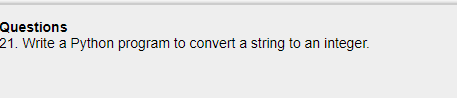 Questions
21. Write a Python program to convert a string to an integer.